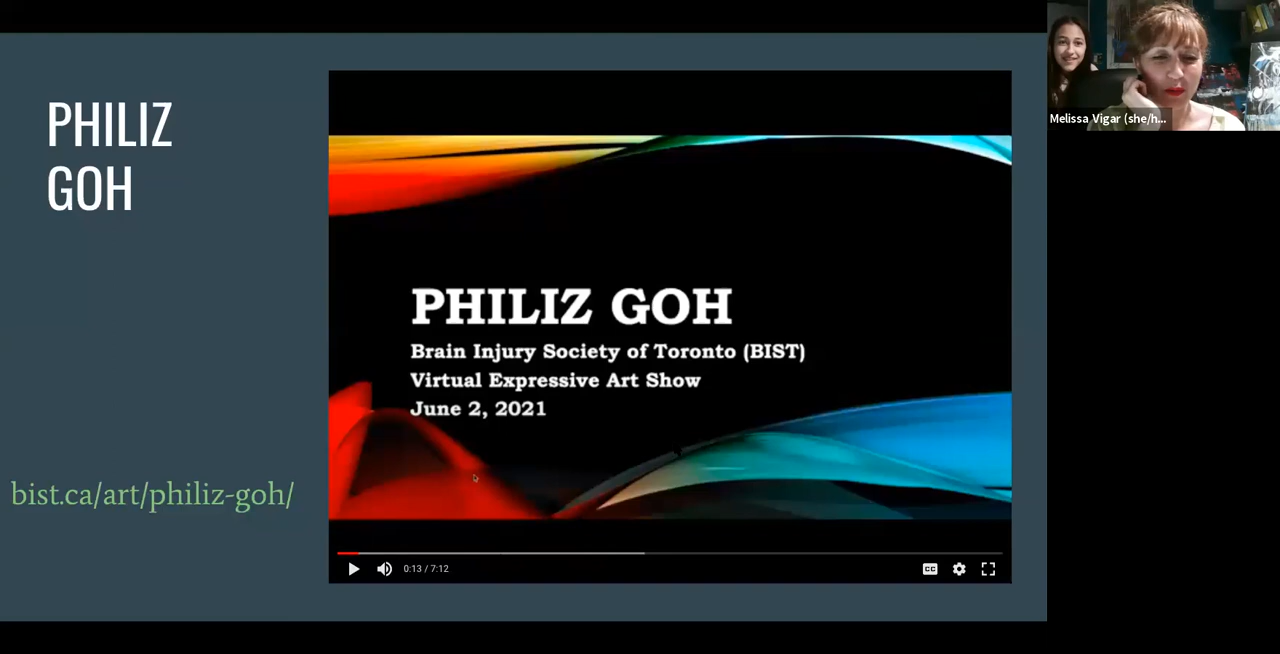 PHILIZ
GOH
bist.ca/art/philiz-goh/
PHILIZ GOH
Brain Injury Society of Toronto (BIST)
Virtual Expressive Art Show
June 2, 2021
0:13 / 7:12
CC
Melissa Vigar (she/h...